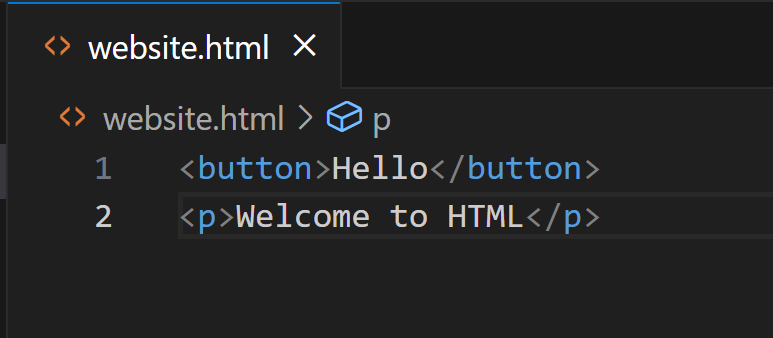 website.html
website.html > p
1 <button>Hello</button>
2 <p>Welcome to HTML</p>